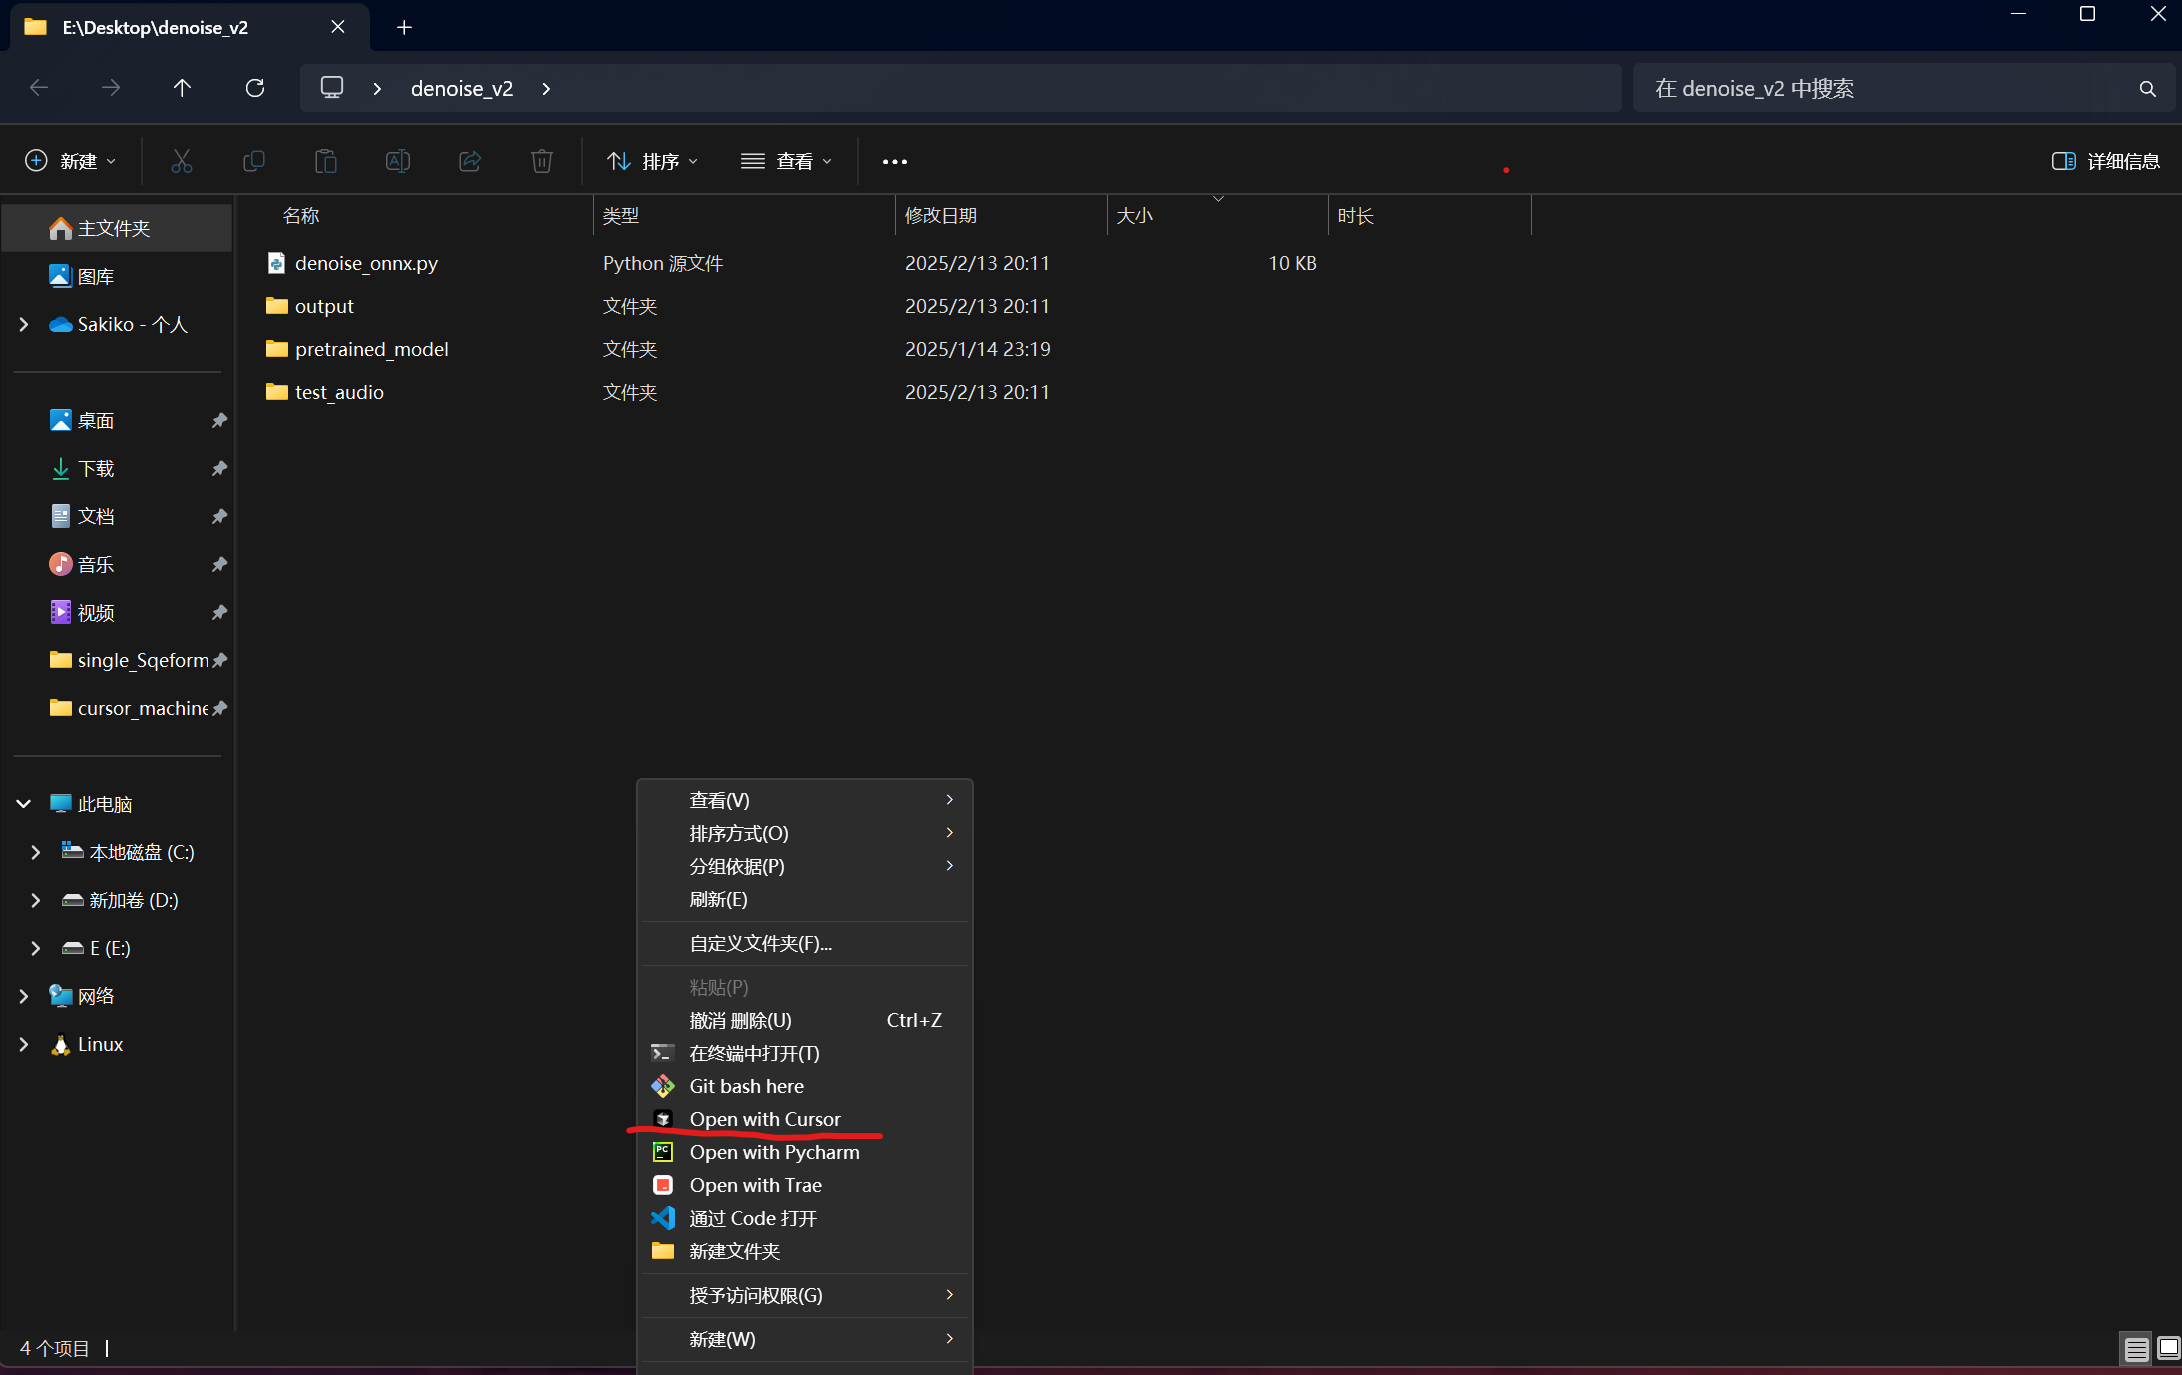 E:\Desktop\denoise_v2
denoise_v2
在 denoise_v2 中搜索
新建
排序
查看
详细信息
名称 类型 修改日期 大小 时长
denoise_onnx.py Python 源文件 2025/2/13 20:11 10 KB
output 文件夹 2025/2/13 20:11
pretrained_model 文件夹 2025/1/14 23:19
test_audio 文件夹 2025/2/13 20:11
主文件夹
图库
Sakiko - 个人
桌面
下载
文档
音乐
视频
single_Sqeform
cursor_machine
此电脑
本地磁盘 (C:)
新加卷 (D:)
E (E:)
网络
Linux
查看(V)
排序方式(O)
分组依据(P)
刷新(E)
自定义文件夹(F)...
粘贴(P)
撤消 删除(U) Ctrl+Z
在终端中打开(T)
Git bash here
Open with Cursor
Open with Pycharm
Open with Trae
通过 Code 打开
新建文件夹
授予访问权限(G)
新建(W)
4 个项目